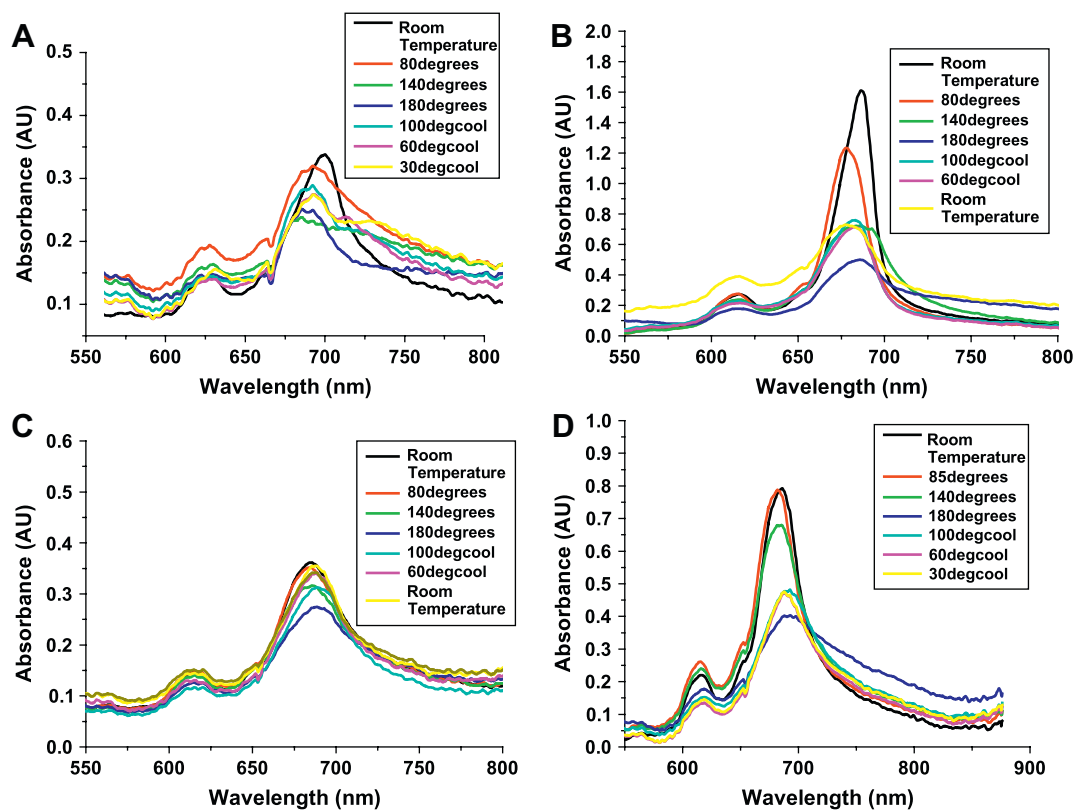 A
Absorbance (AU)
0.5
0.4
0.3
0.2
0.1
550 600 650 700 750 800
Wavelength (nm)
Room
Temperature
80degrees
140degrees
180degrees
100degcool
60degcool
30degcool
B
Absorbance (AU)
1.8
1.6
1.4
1.2
1.0
0.8
0.6
0.4
0.2
0.0
550 600 650 700 750 800
Wavelength (nm)
Room
Temperature
80degrees
140degrees
180degrees
100degcool
60degcool
Room
Temperature
C
Absorbance (AU)
0.6
0.5
0.4
0.3
0.2
0.1
0.0
550 600 650 700 750 800
Wavelength (nm)
Room
Temperature
80degrees
140degrees
180degrees
100degcool
60degcool
Room
Temperature
D
Absorbance (AU)
1.0
0.9
0.8
0.7
0.6
0.5
0.4
0.3
0.2
0.1
0.0
600 700 800 900
Wavelength (nm)
Room
Temperature
85degrees
140degrees
180degrees
100degcool
60degcool
30degcool